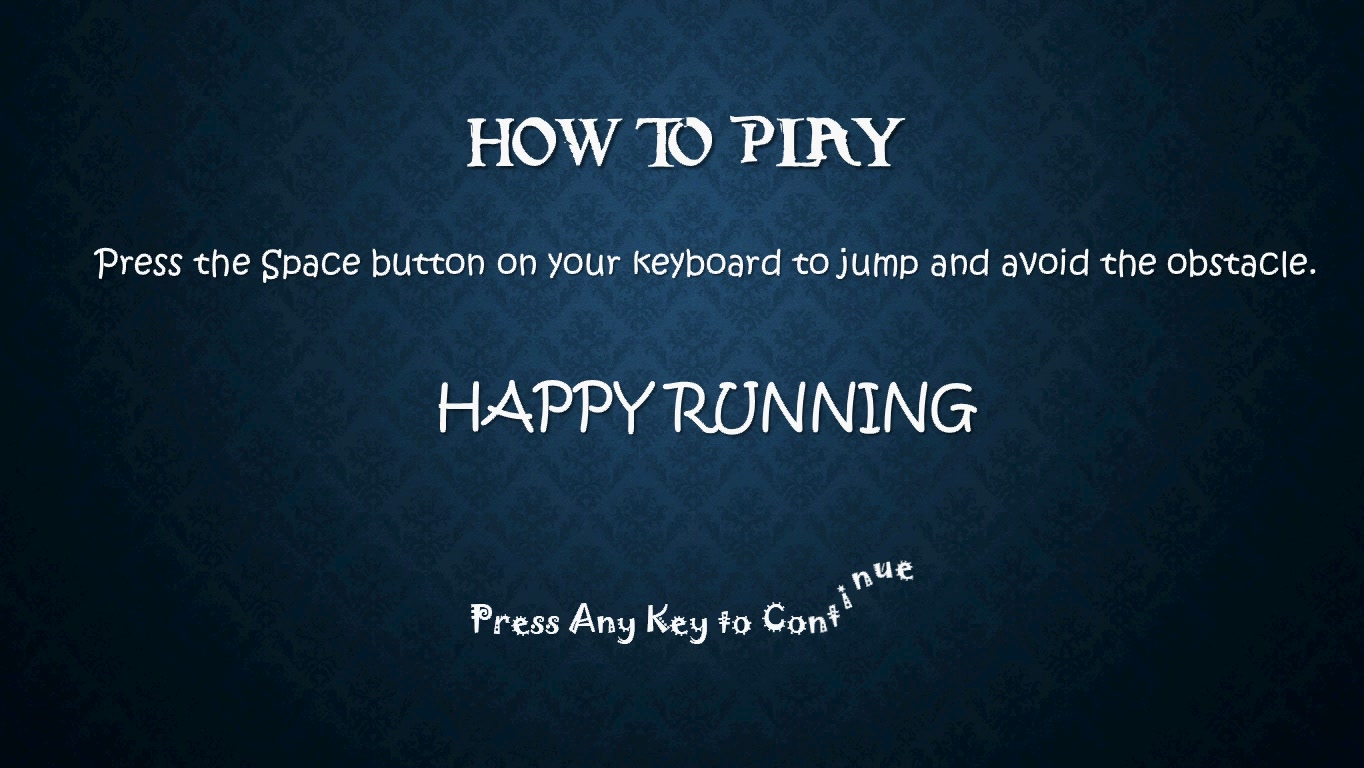 HOW TO PLAY
Press the Space button on your keyboard to jump and avoid the obstacle.
HAPPY RUNNING
Press Any Key to Continue